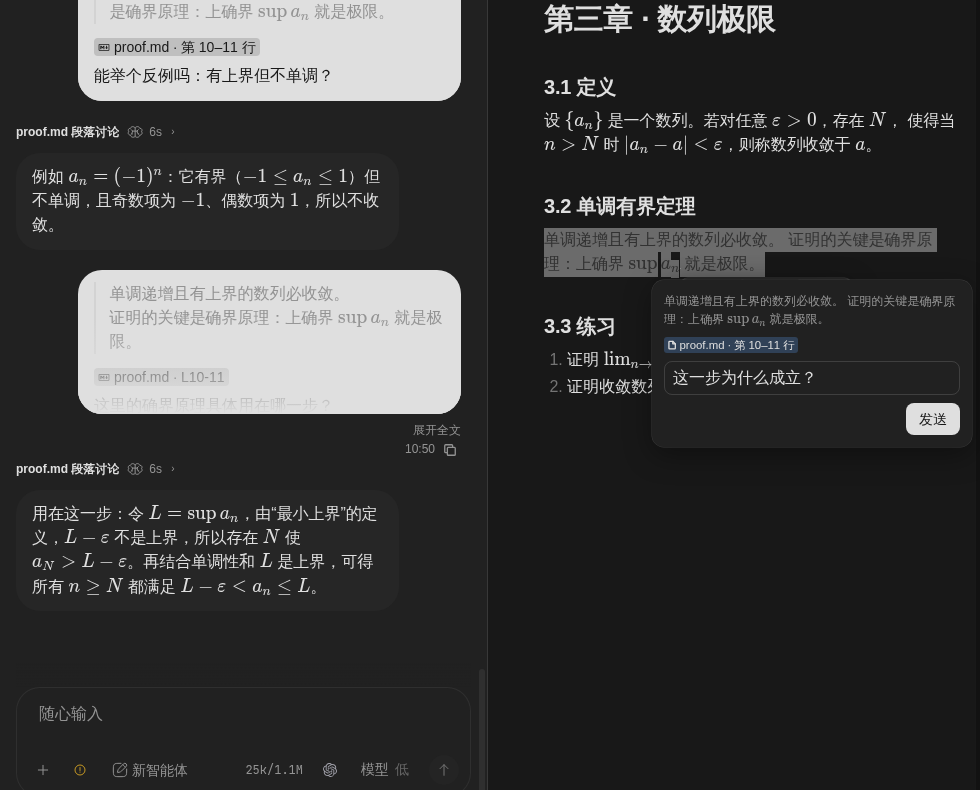 是确界原理：上确界 sup aₙ 就是极限。
proof.md · 第 10–11 行
能举个反例吗：有上界但不单调？
proof.md 段落讨论 6s ›
例如 aₙ = (−1)ⁿ：它有界（−1 ≤ aₙ ≤ 1）但
不单调，且奇数项为 −1、偶数项为 1，所以不收
敛。
单调递增且有上界的数列必收敛。
证明的关键是确界原理：上确界 sup aₙ 就是极
限。
proof.md · L10-11
这里的确界原理具体用在哪一步？
展开全文
10:50
proof.md 段落讨论 6s ›
用在这一步：令 L = sup aₙ，由“最小上界”的定
义，L − ε 不是上界，所以存在 N 使
a_N > L − ε。再结合单调性和 L 是上界，可得
所有 n ≥ N 都满足 L − ε < aₙ ≤ L。
随心输入
新智能体 25k/1.1M 模型 低
第三章 · 数列极限
3.1 定义
设 {aₙ} 是一个数列。若对任意 ε > 0，存在 N， 使得当
n > N 时 |aₙ − a| < ε，则称数列收敛于 a。
3.2 单调有界定理
单调递增且有上界的数列必收敛。 证明的关键是确界原
理：上确界 sup aₙ 就是极限。
3.3 练习
1. 证明 limₙ→
2. 证明收敛数列
单调递增且有上界的数列必收敛。 证明的关键是确界原
理：上确界 sup aₙ 就是极限。
proof.md · 第 10–11 行
这一步为什么成立？
发送